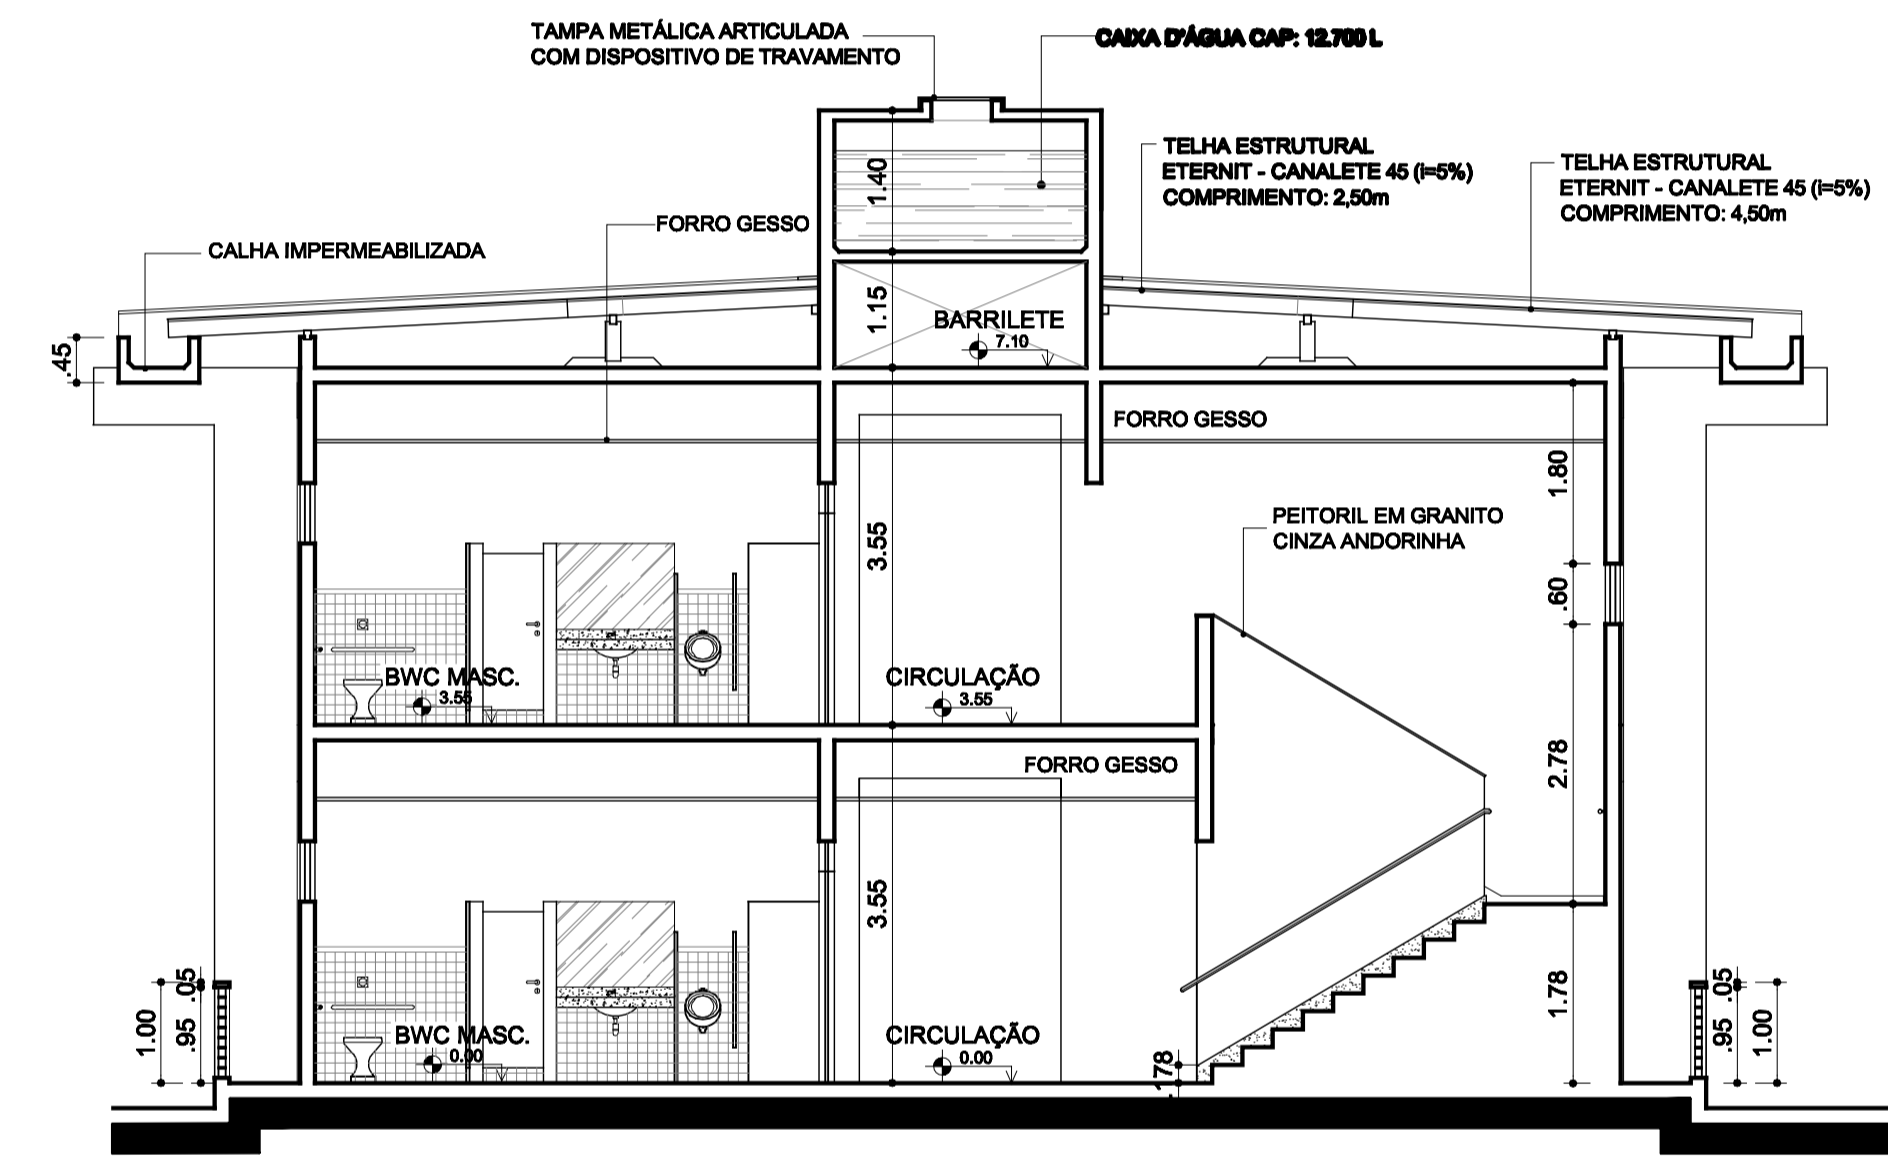 TAMPA METÁLICA ARTICULADA
COM DISPOSITIVO DE TRAVAMENTO
CAIXA D'ÁGUA CAP: 12.700 L
TELHA ESTRUTURAL
ETERNIT - CANALETE 45 (i=5%)
COMPRIMENTO: 2,50m
TELHA ESTRUTURAL
ETERNIT - CANALETE 45 (i=5%)
COMPRIMENTO: 4,50m
FORRO GESSO
CALHA IMPERMEABILIZADA
1.40
1.15
BARRILETE
7.10
.45
FORRO GESSO
1.80
PEITORIL EM GRANITO
CINZA ANDORINHA
3.55
.60
BWC MASC.
3.55
CIRCULAÇÃO
3.55
2.78
FORRO GESSO
3.55
1.78
1.00
.95
.05
BWC MASC.
0.00
CIRCULAÇÃO
0.00
.178
.05
.95
1.00